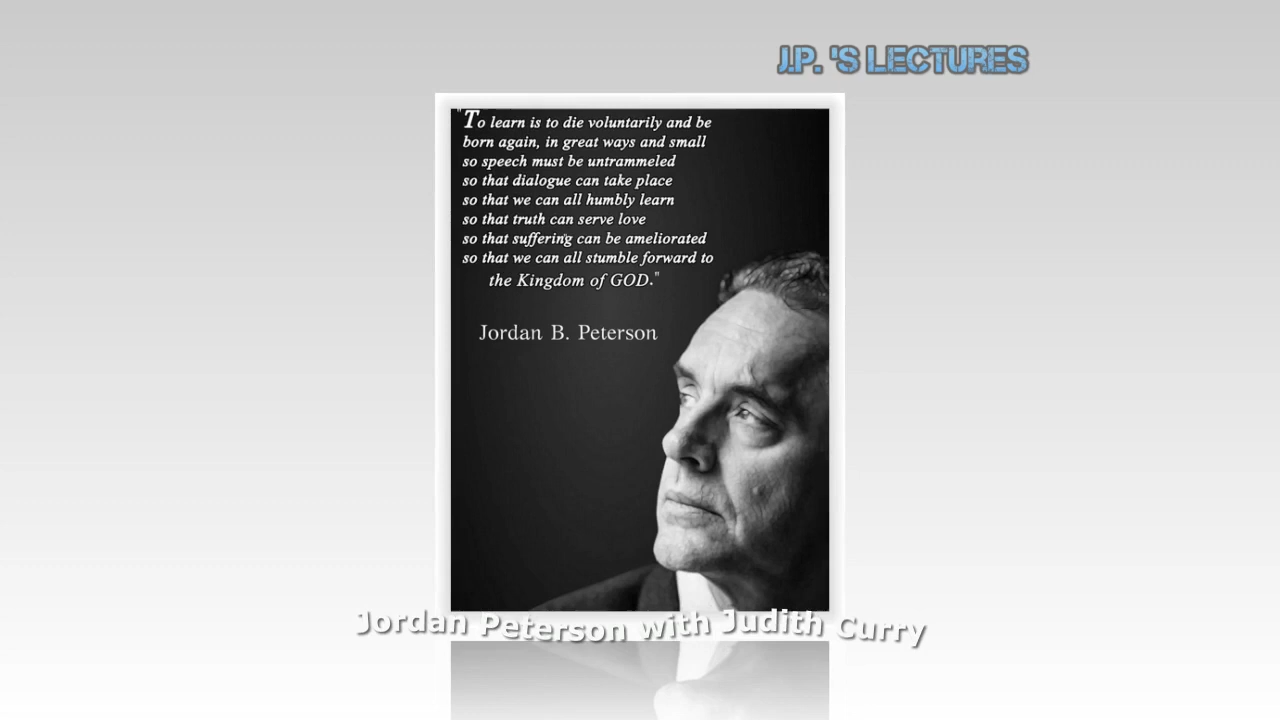 J.P. 'S LECTURES
"To learn is to die voluntarily and be
born again, in great ways and small
so speech must be untrammeled
so that dialogue can take place
so that we can all humbly learn
so that truth can serve love
so that suffering can be ameliorated
so that we can all stumble forward to
the Kingdom of GOD."
Jordan B. Peterson
Jordan Peterson with Judith Curry